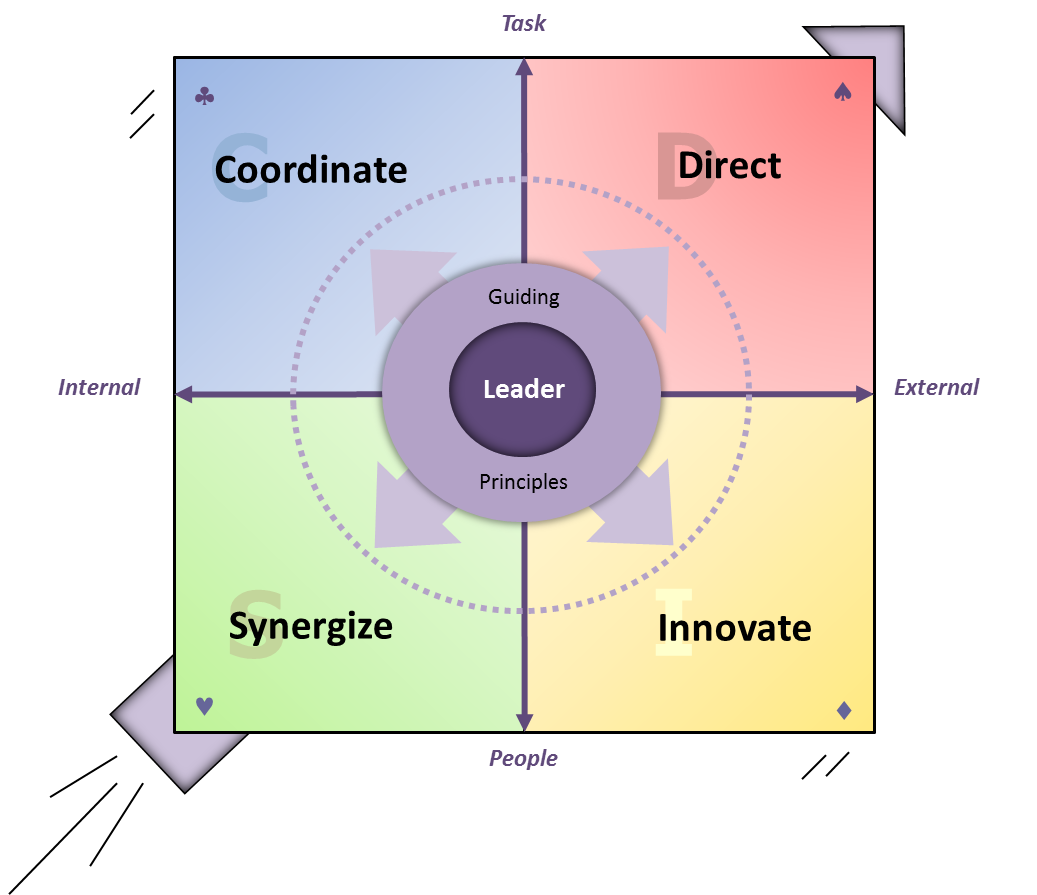 Task
C
Coordinate
D
Direct
Guiding
Internal
Leader
External
Principles
S
Synergize
I
Innovate
People